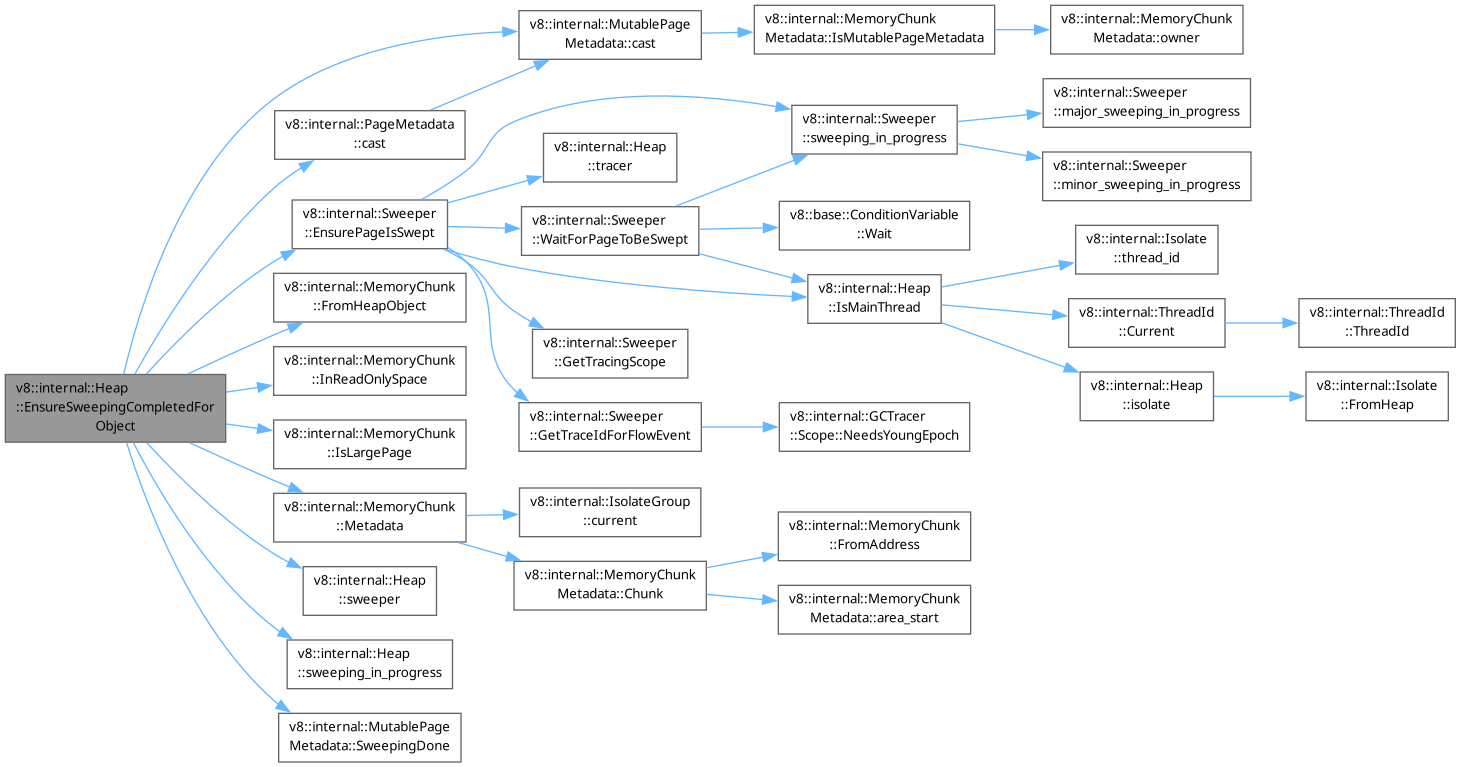 v8::internal::Heap
::EnsureSweepingCompletedFor
Object
v8::internal::MutablePage
Metadata::cast
v8::internal::MemoryChunk
Metadata::IsMutablePageMetadata
v8::internal::MemoryChunk
Metadata::owner
v8::internal::PageMetadata
::cast
v8::internal::Sweeper
::EnsurePageIsSwept
v8::internal::Sweeper
::sweeping_in_progress
v8::internal::Sweeper
::major_sweeping_in_progress
v8::internal::Sweeper
::minor_sweeping_in_progress
v8::internal::Heap
::tracer
v8::internal::Sweeper
::WaitForPageToBeSwept
v8::base::ConditionVariable
::Wait
v8::internal::Heap
::IsMainThread
v8::internal::Isolate
::thread_id
v8::internal::ThreadId
::Current
v8::internal::ThreadId
::ThreadId
v8::internal::Heap
::isolate
v8::internal::Isolate
::FromHeap
v8::internal::Sweeper
::GetTracingScope
v8::internal::Sweeper
::GetTraceIdForFlowEvent
v8::internal::GCTracer
::Scope::NeedsYoungEpoch
v8::internal::MemoryChunk
::FromHeapObject
v8::internal::MemoryChunk
::InReadOnlySpace
v8::internal::MemoryChunk
::IsLargePage
v8::internal::MemoryChunk
::Metadata
v8::internal::IsolateGroup
::current
v8::internal::MemoryChunk
Metadata::Chunk
v8::internal::MemoryChunk
::FromAddress
v8::internal::MemoryChunk
Metadata::area_start
v8::internal::Heap
::sweeper
v8::internal::Heap
::sweeping_in_progress
v8::internal::MutablePage
Metadata::SweepingDone